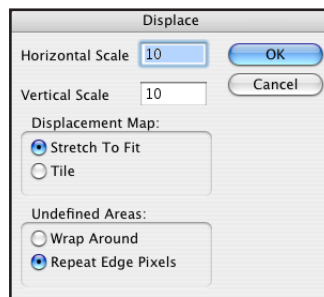 Displace
Horizontal Scale 10 OK
Vertical Scale 10 Cancel
Displacement Map:
Stretch To Fit
Tile
Undefined Areas:
Wrap Around
Repeat Edge Pixels